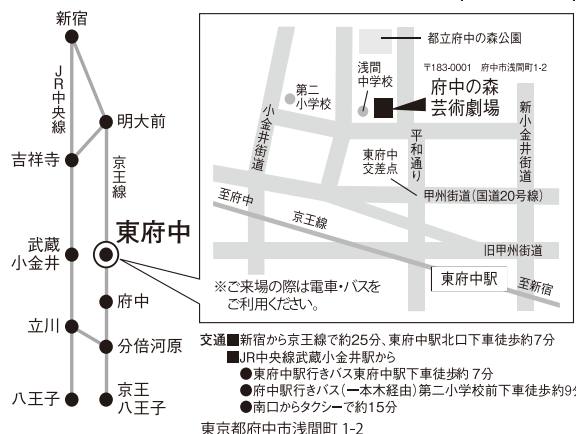 新宿
JR中央線
明大前
吉祥寺
京王線
東府中
武蔵
小金井
府中
立川
分倍河原
八王子
京王
八王子
都立府中の森公園
〒183-0001 府中市浅間町1-2
浅間
中学校
府中の森
芸術劇場
第二
小学校
小金井街道
平和通り
新小金井街道
東府中
交差点
甲州街道(国道20号線)
至府中
京王線
旧甲州街道
東府中駅
至新宿
※ご来場の際は電車・バスを
ご利用ください。
交通■新宿から京王線で約25分、東府中駅北口下車徒歩約7分
■JR中央線武蔵小金井駅から
●東府中駅行きバス東府中駅下車徒歩約7分
●府中駅行きバス(一本木経由)第二小学校前下車徒歩約9分
●南口からタクシーで約15分
東京都府中市浅間町 1-2